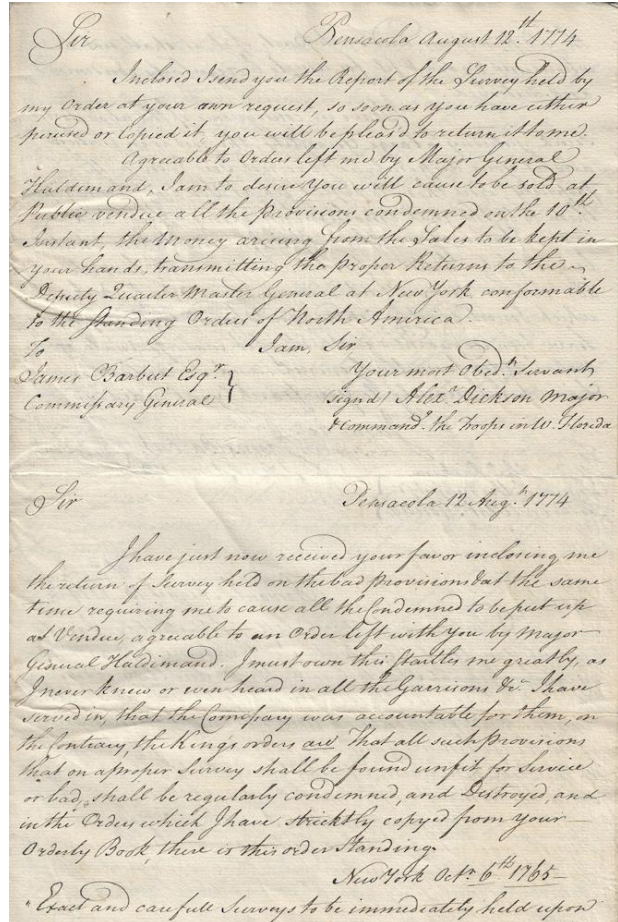 Sir Pensacola August 12.th 1774
Inclosed I send you the Report of the Survey held by
my Order at your own request, so soon as you have either
perused or Copied it, you will be pleas'd to return it to me.
Agreable to Orders left me by Major General
Haldimand, I am to desire you will cause to be sold at
Public vendue all the Provisions condemned on the 10th
Instant, the Money arising from the Sales to be kept in
your hands, transmitting the proper Returns to the
Deputy Quarter Master General at New York conformable
to the Standing Orders of North America.
To I am, Sir
James Barbut Esqr. Your most Obedt. Servant
Commissary General signd Alexr. Dickson Major
& Commandg. the Troops in W. Florida
Sir Pensacola 12 Augt. 1774
I have just now received your favor inclosing me
the return of Survey held on the bad provisions & at the same
time requiring me to cause all the Condemned to be put up
at Vendue, agreable to an Order left with you by Major
General Haldimand. I must own this startles me greatly, as
I never knew or even heard in all the Garrisons &c. I have
served in, that the Company was accountable for them, on
the Contrary, the Kings orders are That all such provisions
that on a proper Survey shall be found unfit for Service
or bad, shall be regularly condemned, and Destroyed, and
in the Orders which I have stricktly copyed from your
Orderly Book, there is this order Standing.
New York Octr. 6th 1765
"Exact and carefull Surveys to be immediately held upon